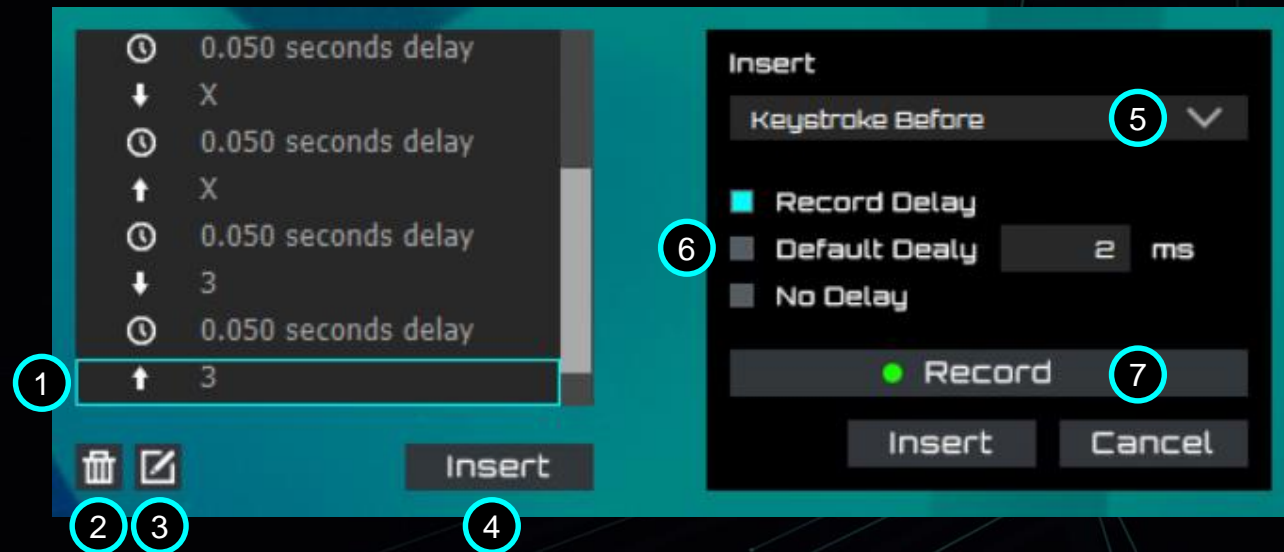 0.050 seconds delay
X
0.050 seconds delay
X
0.050 seconds delay
3
0.050 seconds delay
1
3
2
3
Insert
4
Insert
Keystroke Before
5
Record Delay
6
Default Dealy 2 ms
No Delay
Record
7
Insert Cancel